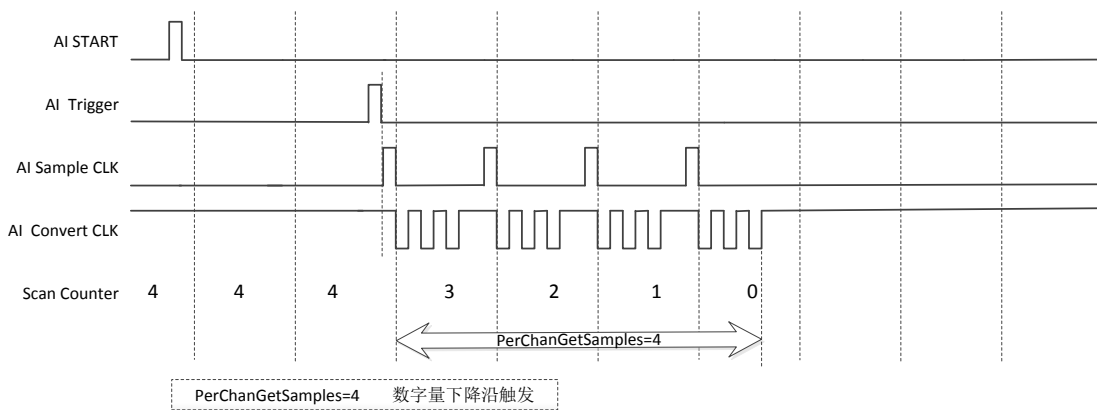 AI START
AI Trigger
AI Sample CLK
AI Convert CLK
Scan Counter 4 4 4 3 2 1 0
PerChanGetSamples=4
PerChanGetSamples=4 数字量下降沿触发